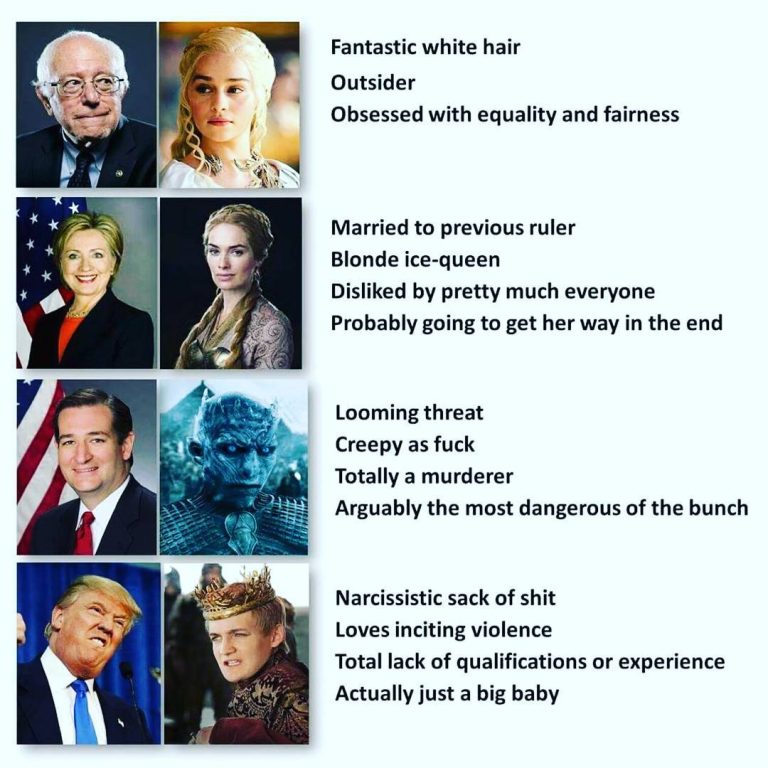 Fantastic white hair
Outsider
Obsessed with equality and fairness
Married to previous ruler
Blonde ice-queen
Disliked by pretty much everyone
Probably going to get her way in the end
Looming threat
Creepy as fuck
Totally a murderer
Arguably the most dangerous of the bunch
Narcissistic sack of shit
Loves inciting violence
Total lack of qualifications or experience
Actually just a big baby